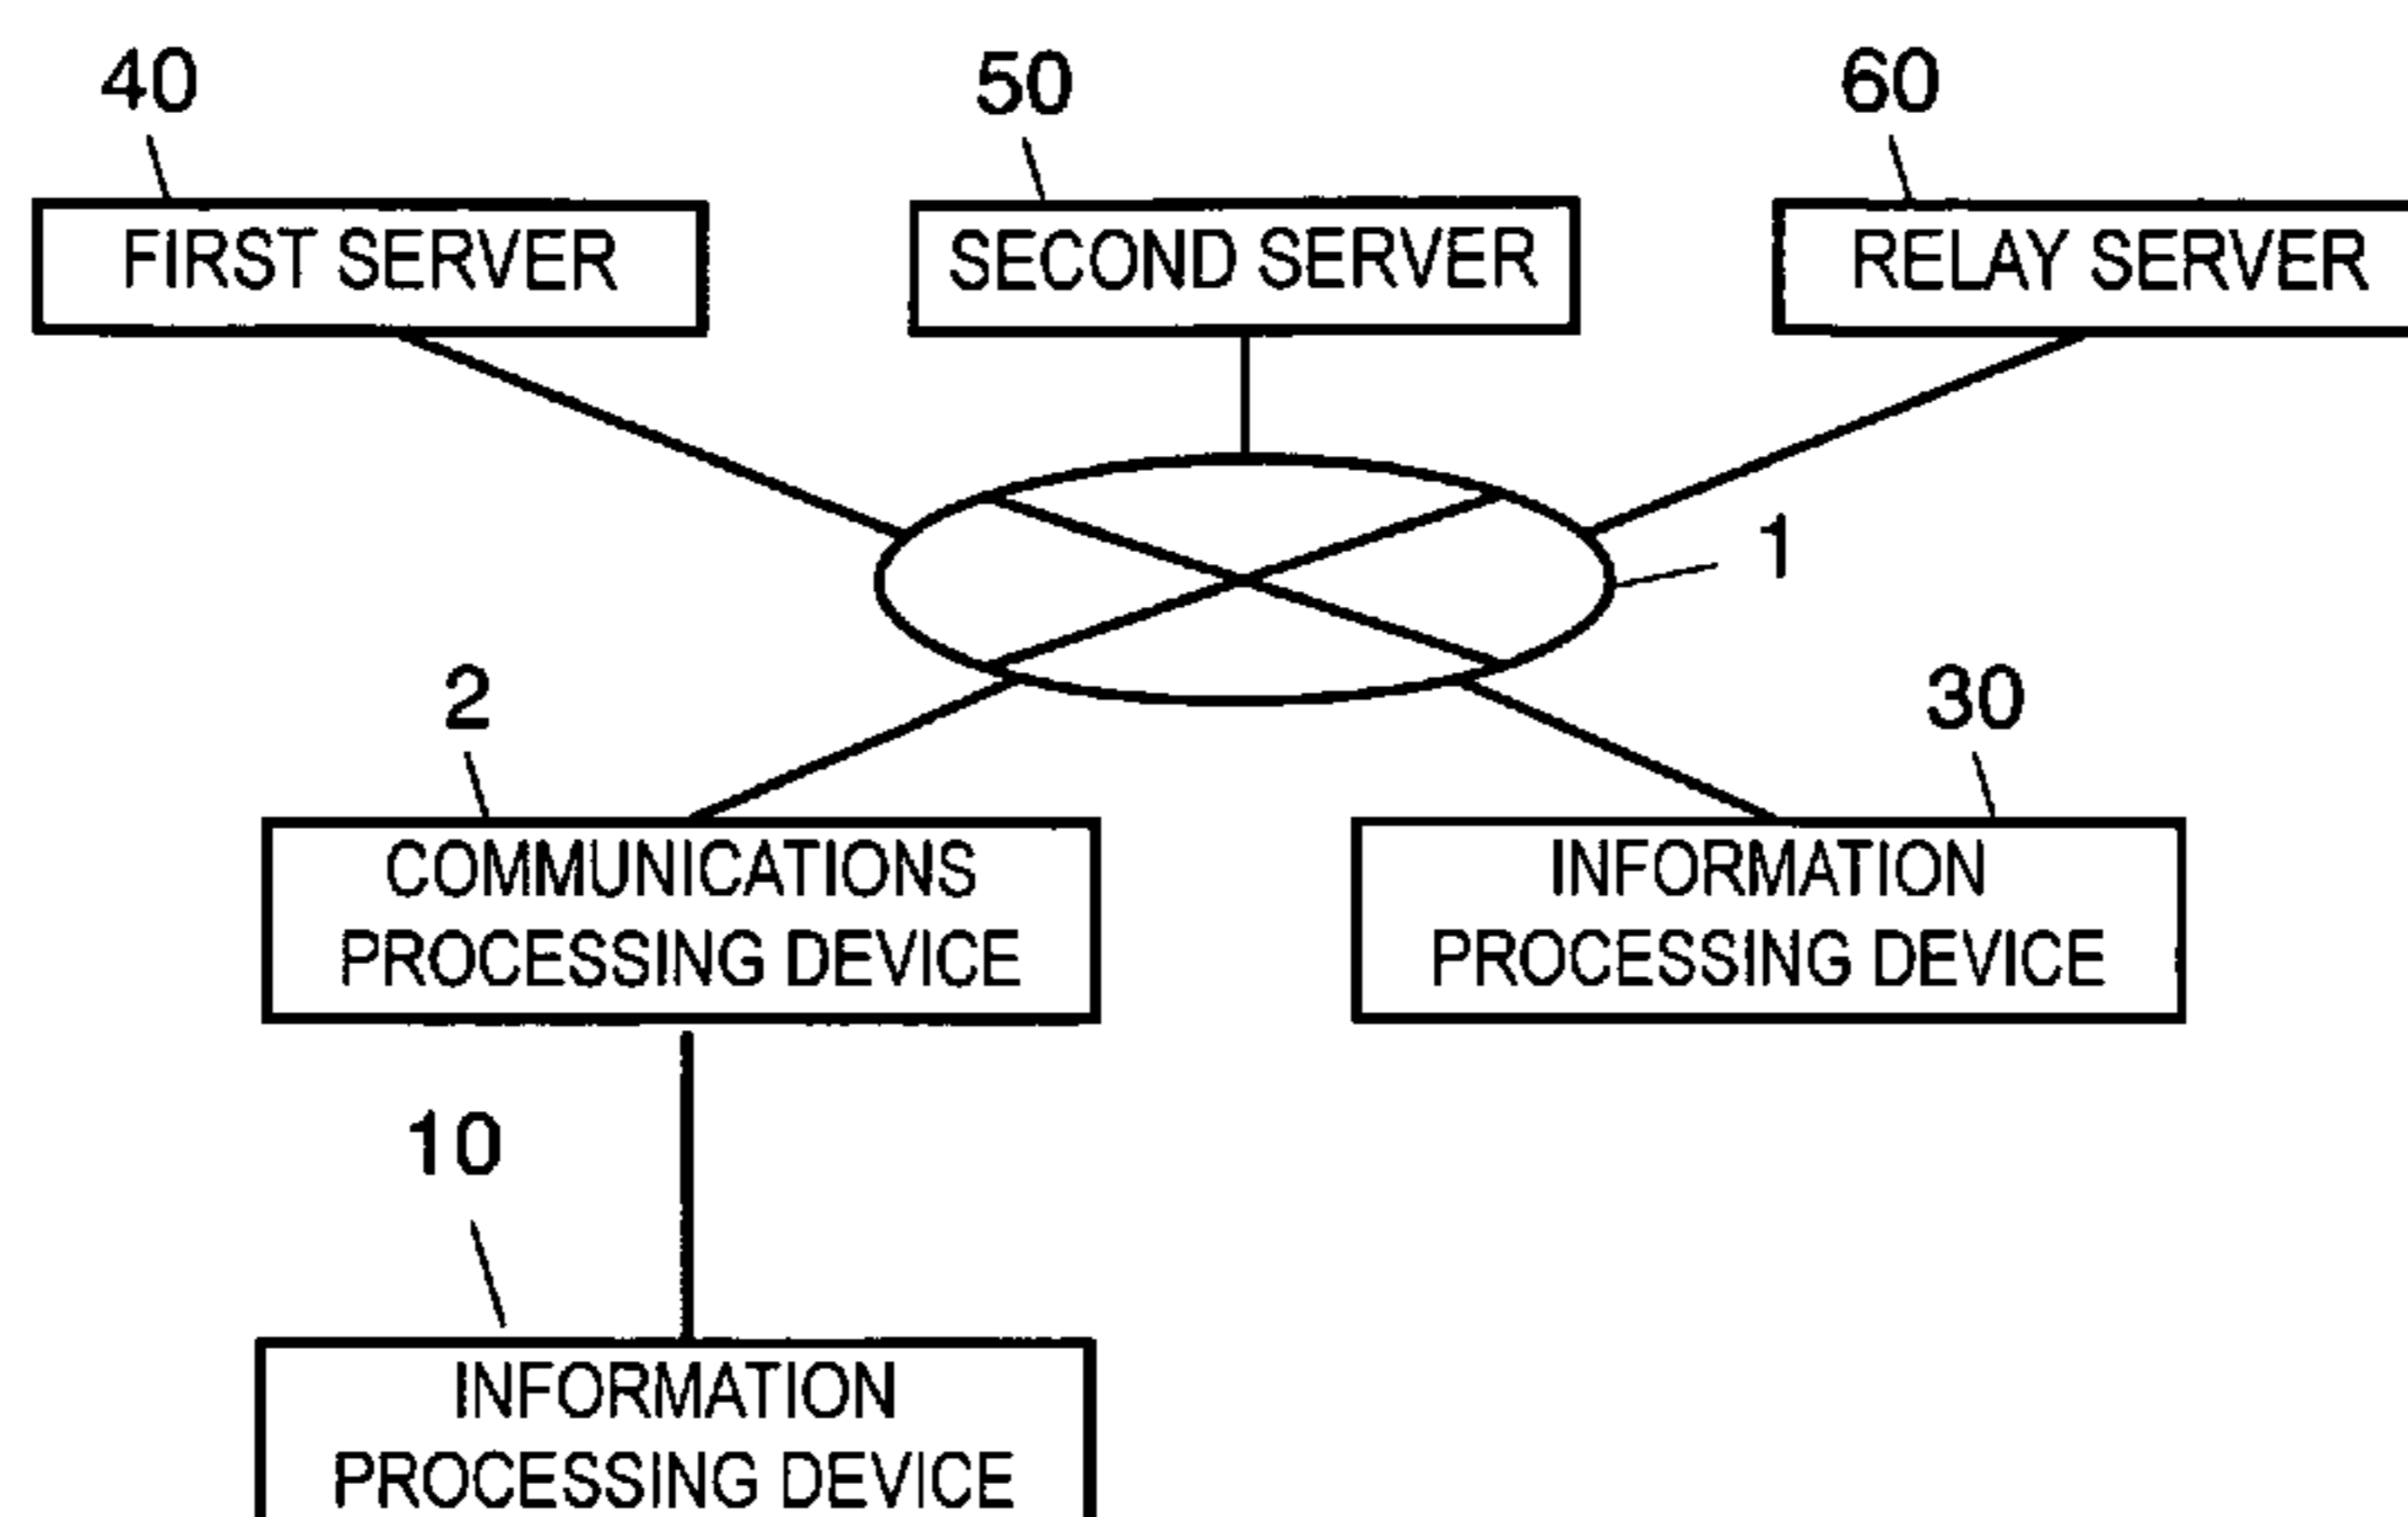 40
50
60
FIRST SERVER
SECOND SERVER
RELAY SERVER
1
2
30
COMMUNICATIONS
PROCESSING DEVICE
INFORMATION
PROCESSING DEVICE
10
INFORMATION
PROCESSING DEVICE